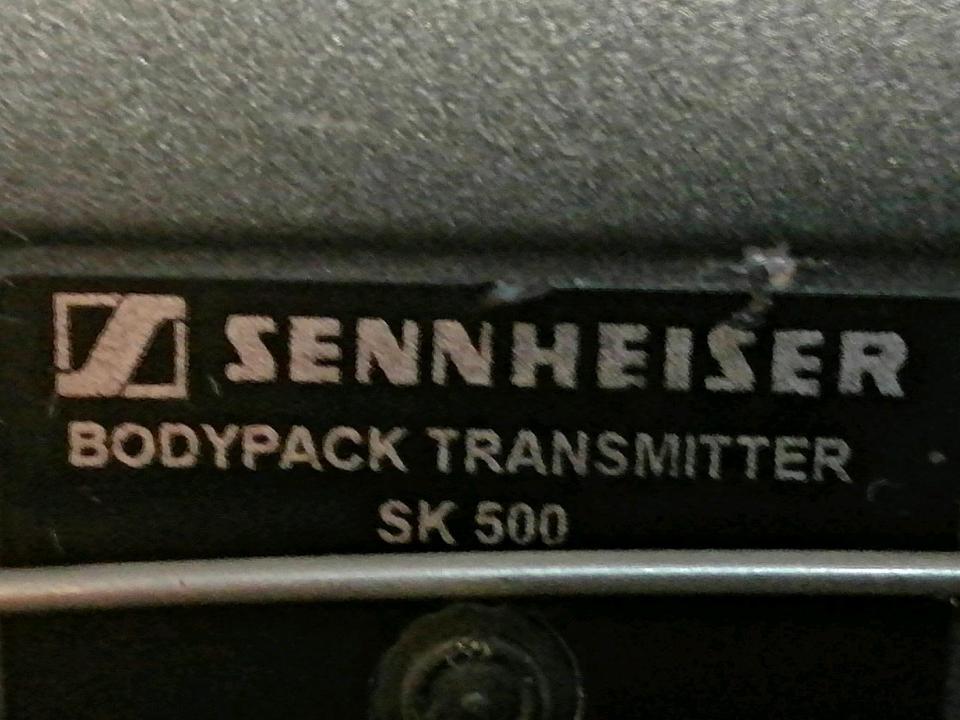 SENNHEISER
BODYPACK TRANSMITTER
SK 500